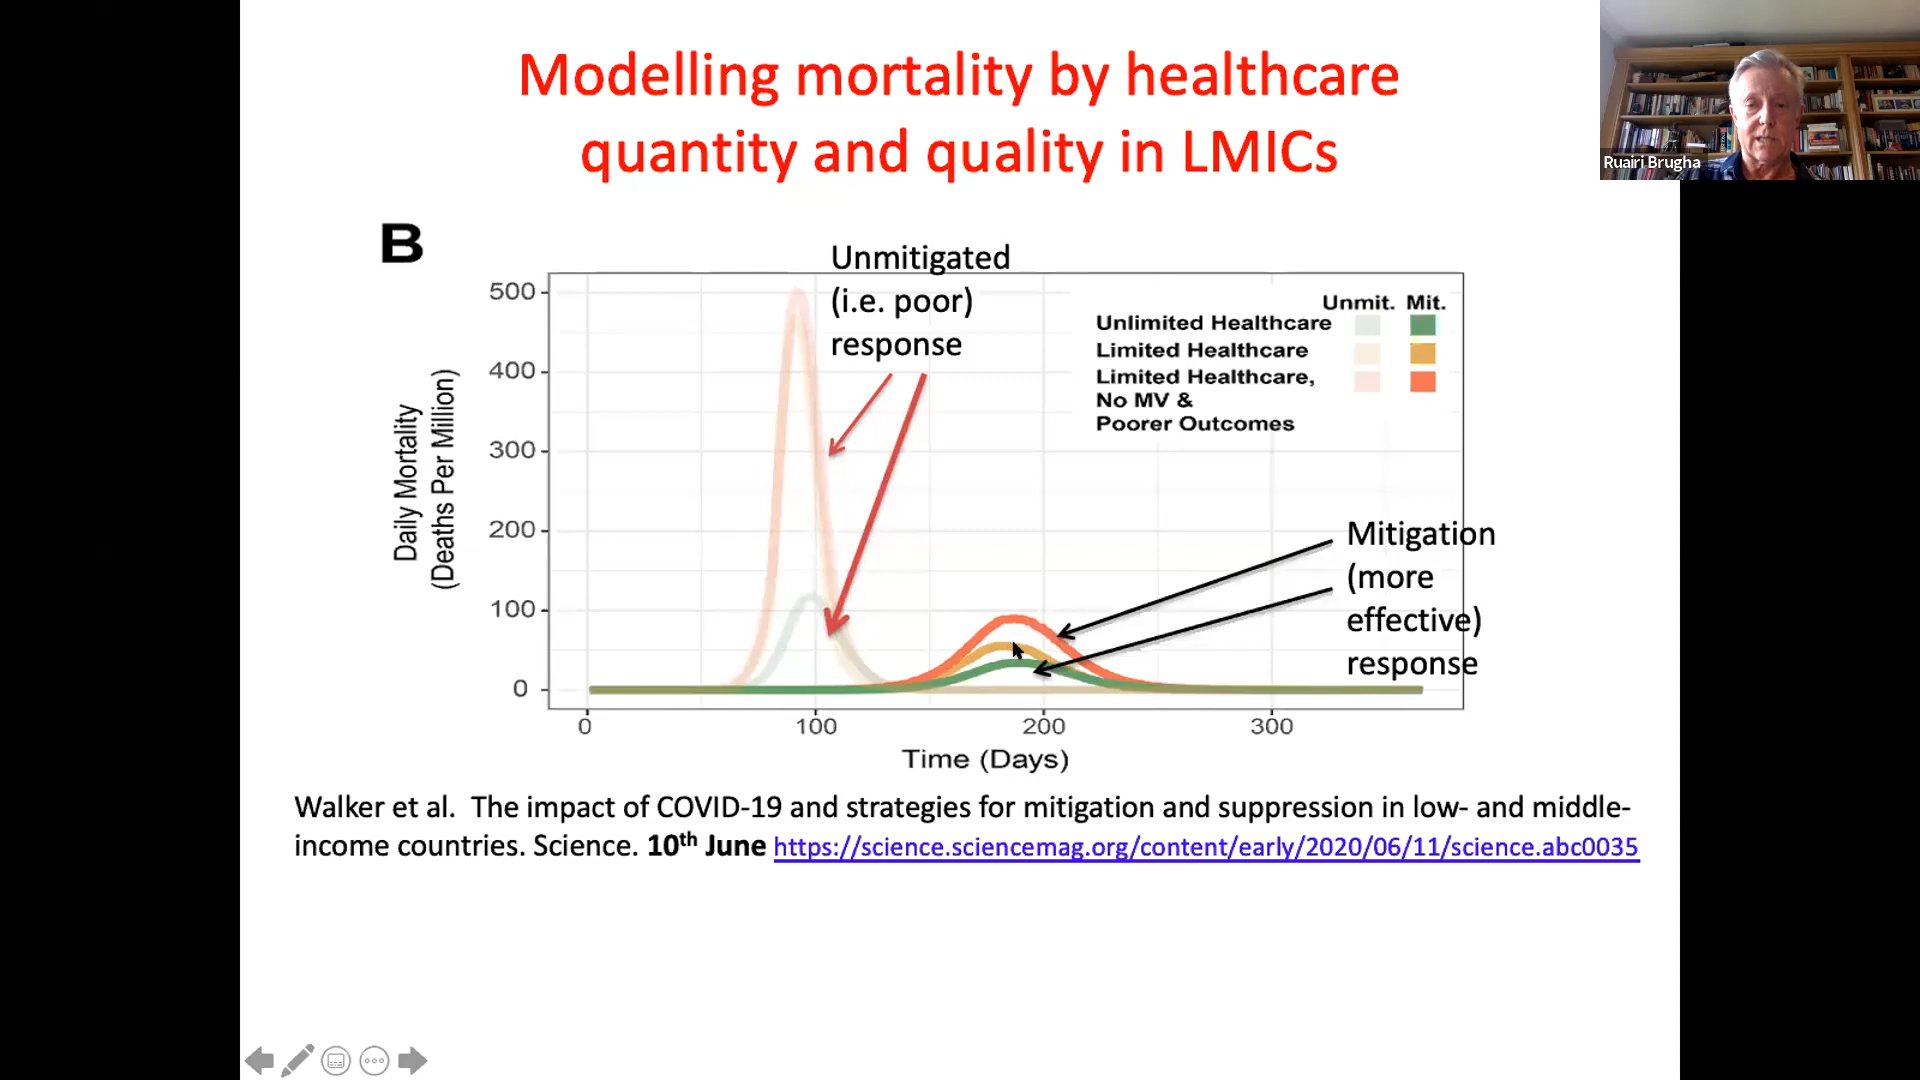 Modelling mortality by healthcare
quantity and quality in LMICs
Ruairi Brugha
B
Unmitigated
(i.e. poor)
response
Unmit. Mit.
Unlimited Healthcare
Limited Healthcare
Limited Healthcare,
No MV &
Poorer Outcomes
Daily Mortality
(Deaths Per Million)
500
400
300
200
100
0
Mitigation
(more
effective)
response
0 100 200 300
Time (Days)
Walker et al. The impact of COVID-19 and strategies for mitigation and suppression in low- and middle-
income countries. Science. 10th June https://science.sciencemag.org/content/early/2020/06/11/science.abc0035